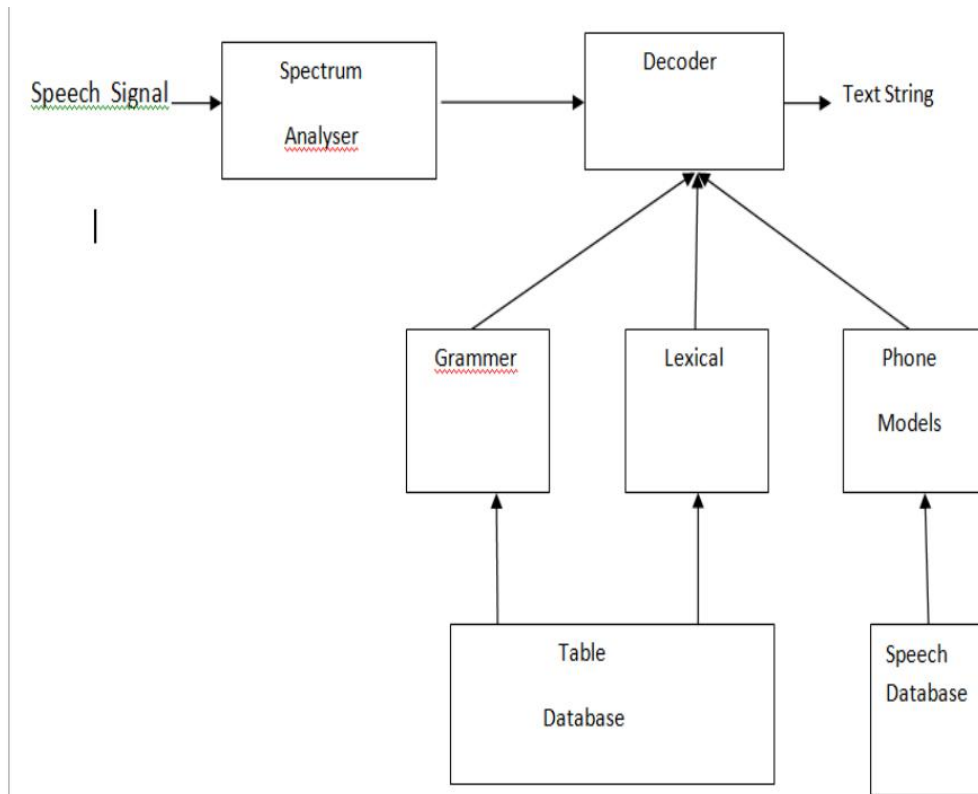 Speech Signal
Spectrum
Analyser
Decoder
Text String
Grammer
Lexical
Phone
Models
Table
Database
Speech
Database